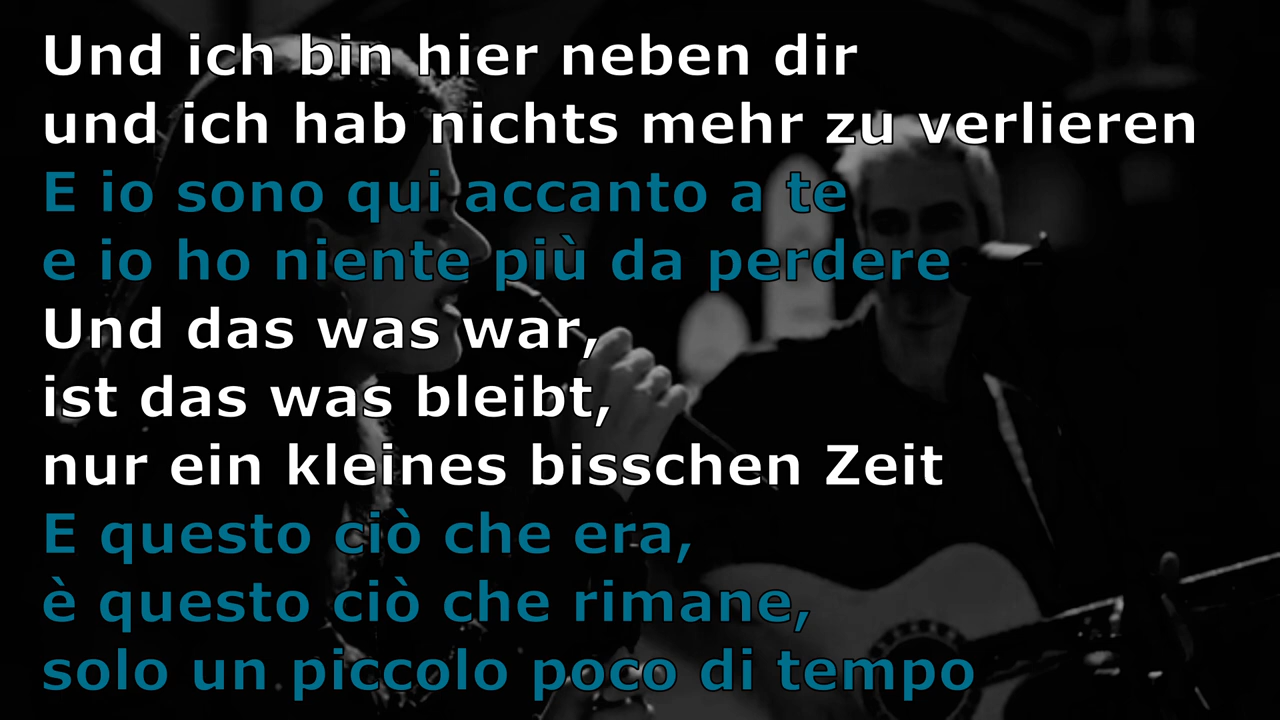 Und ich bin hier neben dir
und ich hab nichts mehr zu verlieren
E io sono qui accanto a te
e io ho niente più da perdere
Und das was war,
ist das was bleibt,
nur ein kleines bisschen Zeit
E questo ciò che era,
è questo ciò che rimane,
solo un piccolo poco di tempo